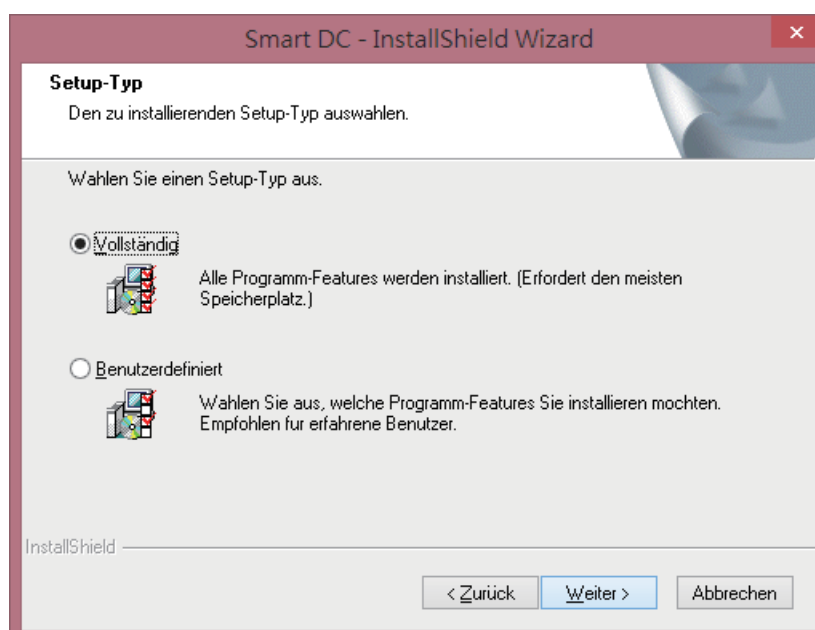 Smart DC - InstallShield Wizard
Setup-Typ
Den zu installierenden Setup-Typ auswahlen.
Wahlen Sie einen Setup-Typ aus.
Vollständig
Alle Programm-Features werden installiert. (Erfordert den meisten
Speicherplatz.)
Benutzerdefiniert
Wahlen Sie aus, welche Programm-Features Sie installieren mochten.
Empfohlen fur erfahrene Benutzer.
InstallShield
< Zurück Weiter > Abbrechen